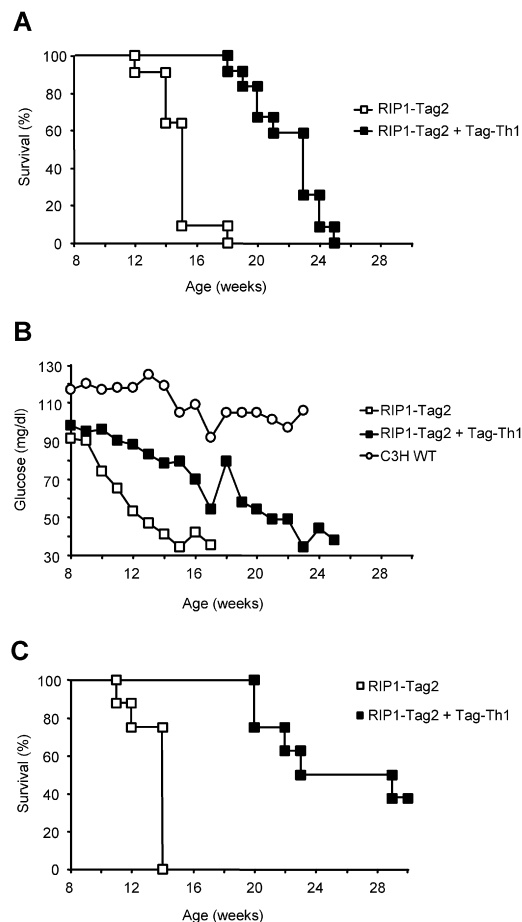 A
100
80
60
40
20
0
Survival (%)
8 12 16 20 24 28
Age (weeks)
RIP1-Tag2
RIP1-Tag2 + Tag-Th1
B
130
110
90
70
50
30
Glucose (mg/dl)
8 12 16 20 24 28
Age (weeks)
RIP1-Tag2
RIP1-Tag2 + Tag-Th1
C3H WT
C
100
80
60
40
20
0
Survival (%)
8 12 16 20 24 28
Age (weeks)
RIP1-Tag2
RIP1-Tag2 + Tag-Th1